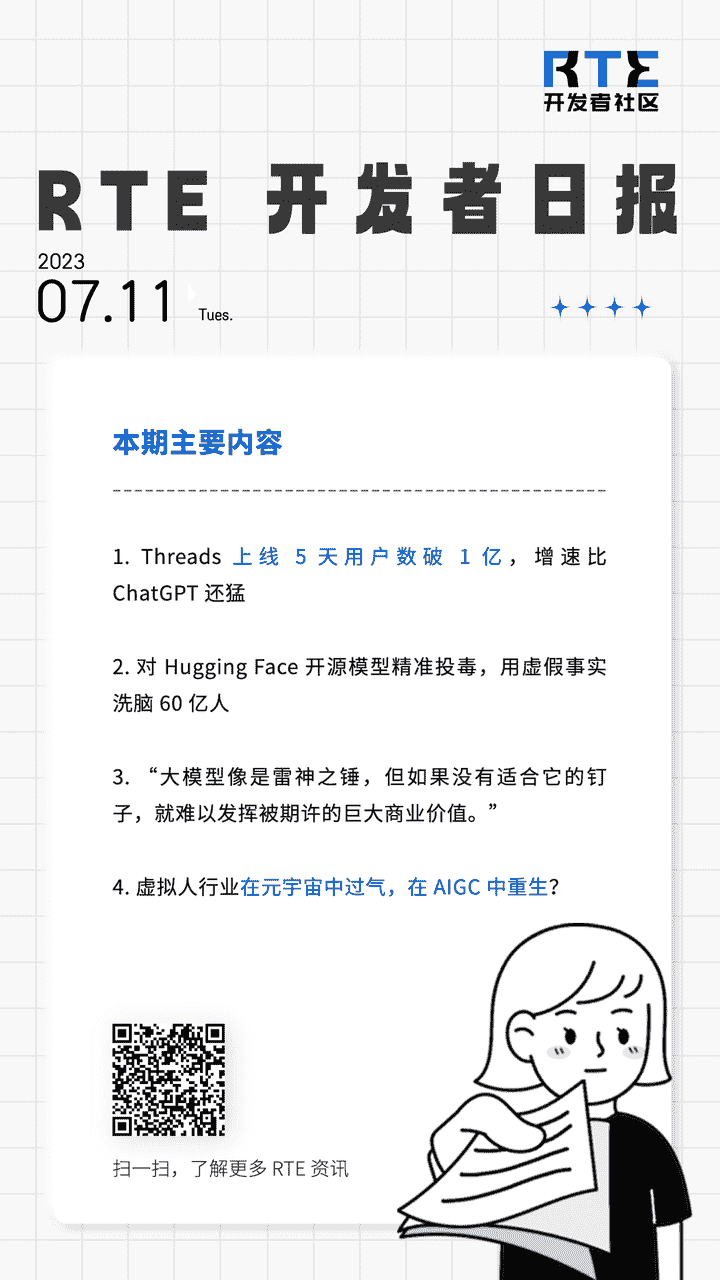 RTE
开发者社区
RTE 开发者日报
2023
07.11 Tues.
本期主要内容
1. Threads 上线 5 天用户数破 1 亿，增速比
ChatGPT 还猛
2. 对 Hugging Face 开源模型精准投毒，用虚假事实
洗脑 60 亿人
3. “大模型像是雷神之锤，但如果没有适合它的钉
子，就难以发挥被期许的巨大商业价值。”
4. 虚拟人行业在元宇宙中过气，在 AIGC 中重生？
扫一扫，了解更多 RTE 资讯